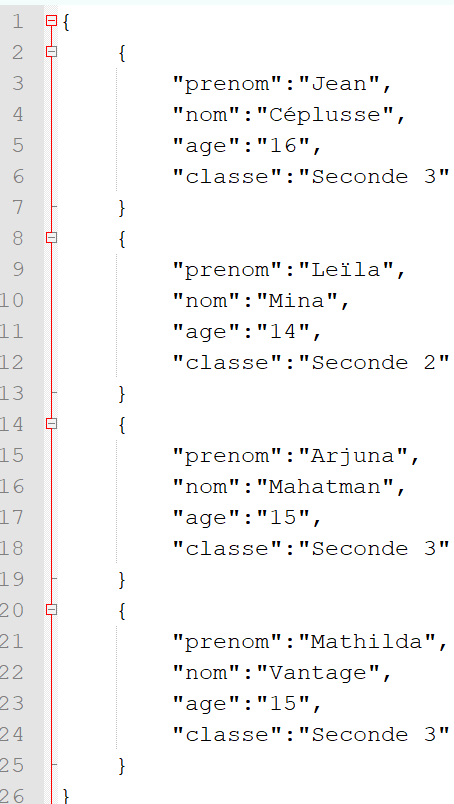 1 {
2 {
3 "prenom":"Jean",
4 "nom":"Céplusse",
5 "age":"16",
6 "classe":"Seconde 3"
7 }
8 {
9 "prenom":"Leïla",
10 "nom":"Mina",
11 "age":"14",
12 "classe":"Seconde 2"
13 }
14 {
15 "prenom":"Arjuna",
16 "nom":"Mahatman",
17 "age":"15",
18 "classe":"Seconde 3"
19 }
20 {
21 "prenom":"Mathilda",
22 "nom":"Vantage",
23 "age":"15",
24 "classe":"Seconde 3"
25 }
26 }